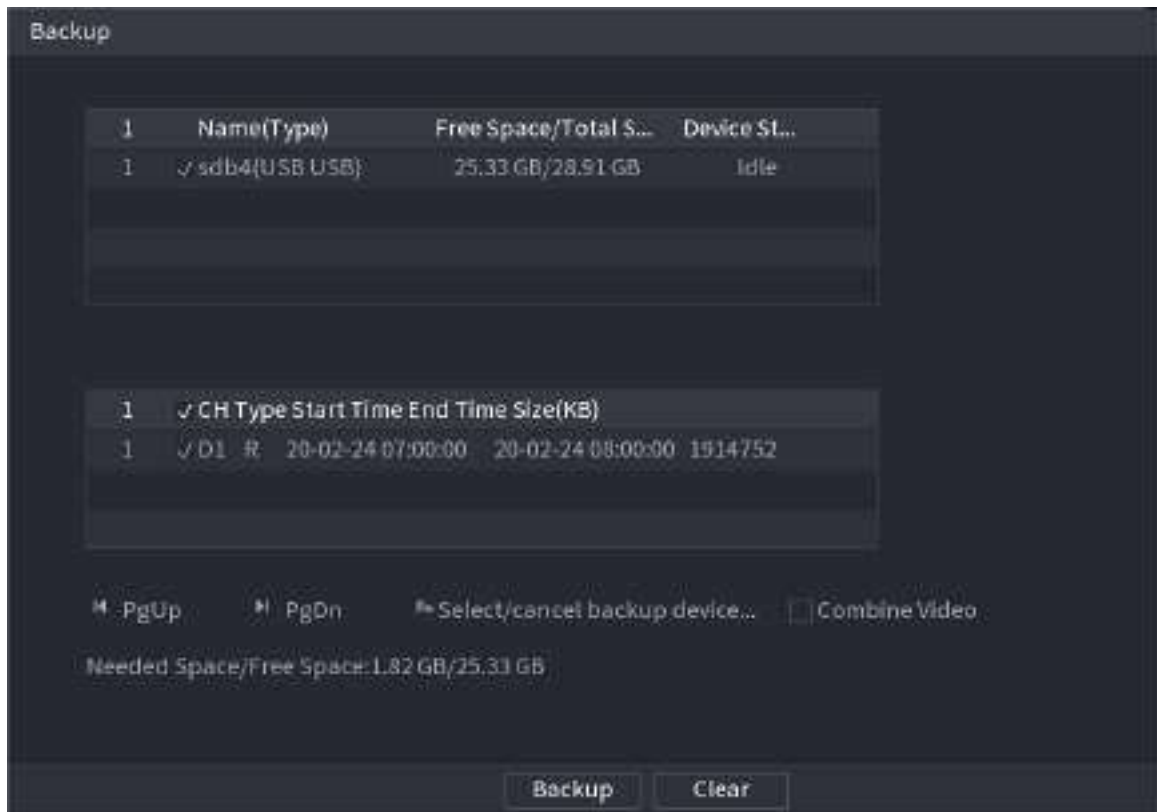 Backup
1 Name(Type) Free Space/Total S... Device St...
1 sdb4(USB USB) 25.33 GB/28.91 GB Idle
1 CH Type Start Time End Time Size(KB)
1 D1 R 20-02-24 07:00:00 20-02-24 08:00:00 1914752
PgUp PgDn Select/cancel backup device... Combine Video
Needed Space/Free Space:1.82 GB/25.33 GB
Backup Clear